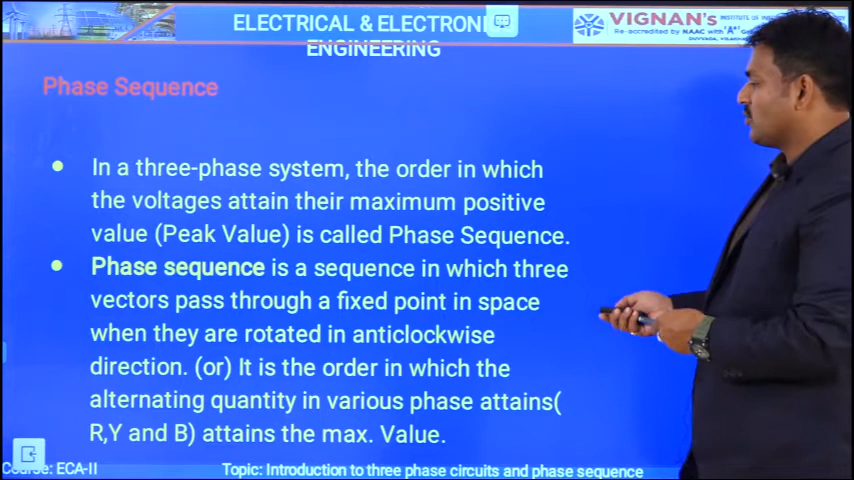 ELECTRICAL & ELECTRONI
ENGINEERING
VIGNAN's INSTITUTE OF
Re-accredited by NAAC with 'A+'
DUVVADA,
Phase Sequence
● In a three-phase system, the order in which
the voltages attain their maximum positive
value (Peak Value) is called Phase Sequence.
● Phase sequence is a sequence in which three
vectors pass through a fixed point in space
when they are rotated in anticlockwise
direction. (or) It is the order in which the
alternating quantity in various phase attains(
R,Y and B) attains the max. Value.
Course: ECA-II
Topic: Introduction to three phase circuits and phase sequence